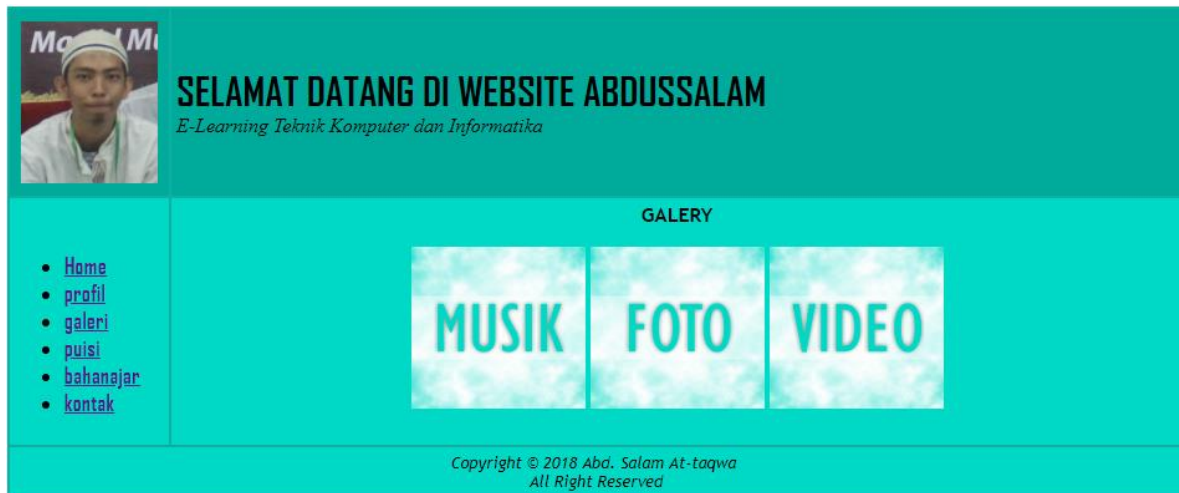 SELAMAT DATANG DI WEBSITE ABDUSSALAM
E-Learning Teknik Komputer dan Informatika
GALERY
Home
profil
galeri
puisi
bahanajar
kontak
MUSIK FOTO VIDEO
Copyright © 2018 Abd. Salam At-taqwa
All Right Reserved